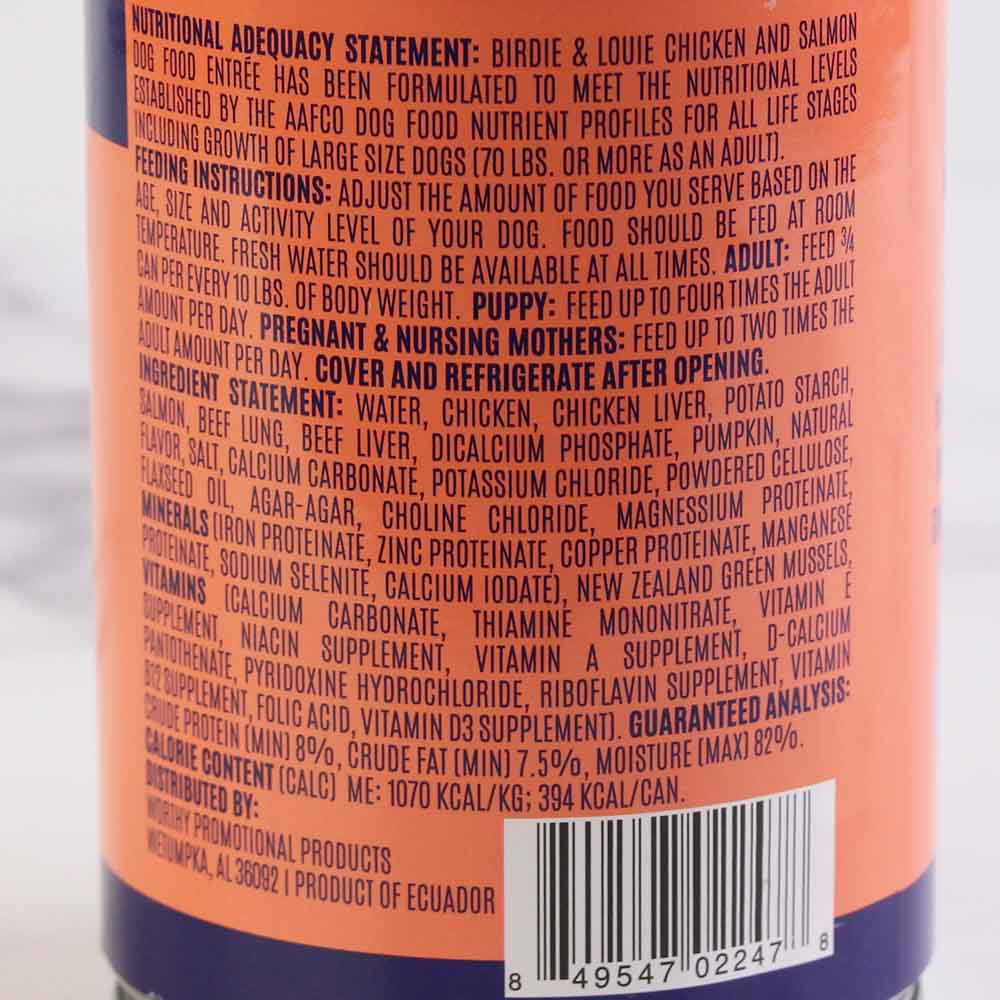 NUTRITIONAL ADEQUACY STATEMENT: BIRDIE & LOUIE CHICKEN AND SALMON
DOG FOOD ENTRÉE HAS BEEN FORMULATED TO MEET THE NUTRITIONAL LEVELS
ESTABLISHED BY THE AAFCO DOG FOOD NUTRIENT PROFILES FOR ALL LIFE STAGES
INCLUDING GROWTH OF LARGE SIZE DOGS (70 LBS. OR MORE AS AN ADULT).
FEEDING INSTRUCTIONS: ADJUST THE AMOUNT OF FOOD YOU SERVE BASED ON THE
AGE, SIZE AND ACTIVITY LEVEL OF YOUR DOG. FOOD SHOULD BE FED AT ROOM
TEMPERATURE. FRESH WATER SHOULD BE AVAILABLE AT ALL TIMES. ADULT: FEED ¾
CAN PER EVERY 10 LBS. OF BODY WEIGHT. PUPPY: FEED UP TO FOUR TIMES THE ADULT
AMOUNT PER DAY. PREGNANT & NURSING MOTHERS: FEED UP TO TWO TIMES THE
ADULT AMOUNT PER DAY. COVER AND REFRIGERATE AFTER OPENING.
INGREDIENT STATEMENT: WATER, CHICKEN, CHICKEN LIVER, POTATO STARCH,
SALMON, BEEF LUNG, BEEF LIVER, DICALCIUM PHOSPHATE, PUMPKIN, NATURAL
FLAVOR, SALT, CALCIUM CARBONATE, POTASSIUM CHLORIDE, POWDERED CELLULOSE,
FLAXSEED OIL, AGAR-AGAR, CHOLINE CHLORIDE, MAGNESSIUM PROTEINATE,
MINERALS (IRON PROTEINATE, ZINC PROTEINATE, COPPER PROTEINATE, MANGANESE
PROTEINATE, SODIUM SELENITE, CALCIUM IODATE), NEW ZEALAND GREEN MUSSELS,
VITAMINS (CALCIUM CARBONATE, THIAMINE MONONITRATE, VITAMIN E
SUPPLEMENT, NIACIN SUPPLEMENT, VITAMIN A SUPPLEMENT, D-CALCIUM
PANTOTHENATE, PYRIDOXINE HYDROCHLORIDE, RIBOFLAVIN SUPPLEMENT, VITAMIN
B12 SUPPLEMENT, FOLIC ACID, VITAMIN D3 SUPPLEMENT). GUARANTEED ANALYSIS:
CRUDE PROTEIN (MIN) 8%, CRUDE FAT (MIN) 7.5%, MOISTURE (MAX) 82%.
CALORIE CONTENT (CALC) ME: 1070 KCAL/KG; 394 KCAL/CAN.
DISTRIBUTED BY:
WORTHY PROMOTIONAL PRODUCTS
WETUMPKA, AL 36092 | PRODUCT OF ECUADOR
8 49547 02247 8